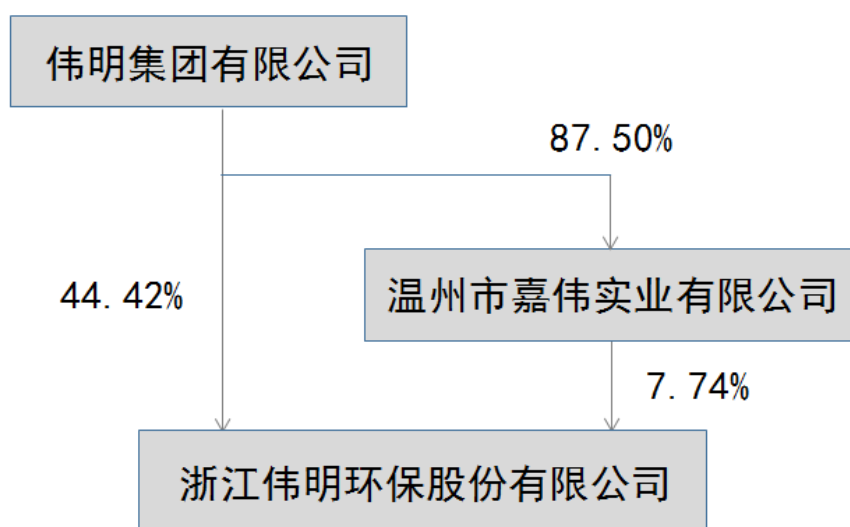 伟明集团有限公司
87.50%
44.42%
温州市嘉伟实业有限公司
7.74%
浙江伟明环保股份有限公司